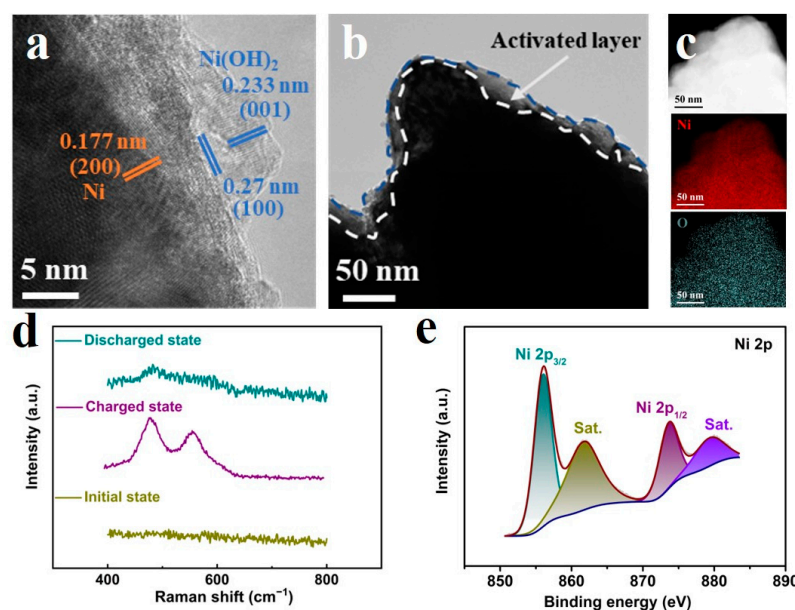 a
Ni(OH)₂
0.233 nm
(001)
0.177 nm
(200)
Ni
0.27 nm
(100)
5 nm
b
Activated layer
50 nm
c
50 nm
Ni
50 nm
O
50 nm
d
Discharged state
Charged state
Initial state
Intensity (a.u.)
400 600 800
Raman shift (cm⁻¹)
e
Ni 2p
Ni 2p₃/₂
Sat.
Ni 2p₁/₂
Sat.
Intensity (a.u.)
850 860 870 880 890
Binding energy (eV)